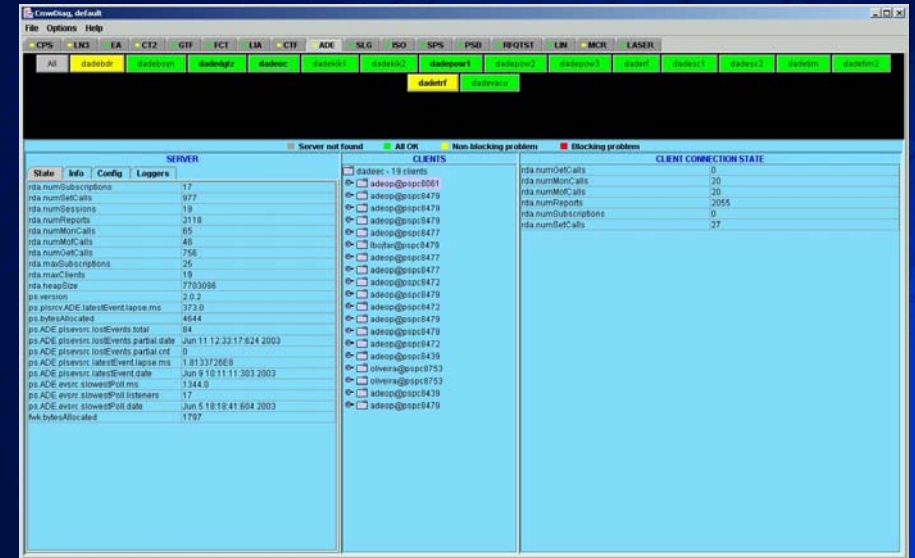 CmwDiag, default
File Options Help
CPS LN3 EA CT2 GTF FCT LIA CTF ADE SLG ISO SPS PSB RFQTST LIN MCR LASER
All dadebdr dadebsyn dadedgtz dadeec dadekik1 dadekik2 dadepow1 dadepow2 dadepow3 daderf dadesc1 dadesc2 dadetim dadetim2
dadetrf dadevacu
Server not found All OK Non-blocking problem Blocking problem
SERVER
State Info Config Loggers
rda.numSubscriptions 17
rda.numSetCalls 977
rda.numSessions 19
rda.numReports 3118
rda.numMonCalls 65
rda.numMofCalls 48
rda.numGetCalls 756
rda.maxSubscriptions 25
rda.maxClients 19
rda.heapSize 7703096
ps.version 2.0.2
ps.plsrcv.ADE.latestEvent.lapse.ms 373.0
ps.bytesAllocated 4644
ps.ADE.plsevsrc.lostEvents.total 84
ps.ADE.plsevsrc.lostEvents.partial.date Jun 11 12:33:17:624 2003
ps.ADE.plsevsrc.lostEvents.partial.cnt 0
ps.ADE.plsevsrc.latestEvent.lapse.ms 1.8133726E8
ps.ADE.plsevsrc.latestEvent.date Jun 9 10:11:11:303 2003
ps.ADE.evsrc.slowestPoll.ms 1344.0
ps.ADE.evsrc.slowestPoll.listeners 17
ps.ADE.evsrc.slowestPoll.date Jun 5 18:18:41:604 2003
fwk.bytesAllocated 1797
CLIENTS
dadeec - 19 clients
adeop@pspc8061
adeop@pspc8479
adeop@pspc8479
adeop@pspc8479
adeop@pspc8477
lbojtar@pspc8479
adeop@pspc8477
adeop@pspc8477
adeop@pspc8472
adeop@pspc8479
adeop@pspc8472
adeop@pspc8479
adeop@pspc8479
adeop@pspc8472
adeop@pspc8439
oliveira@pspc8753
oliveira@pspc8753
adeop@pspc8439
adeop@pspc8479
CLIENT CONNECTION STATE
rda.numGetCalls 0
rda.numMonCalls 20
rda.numMofCalls 20
rda.numReports 2055
rda.numSubscriptions 0
rda.numSetCalls 27